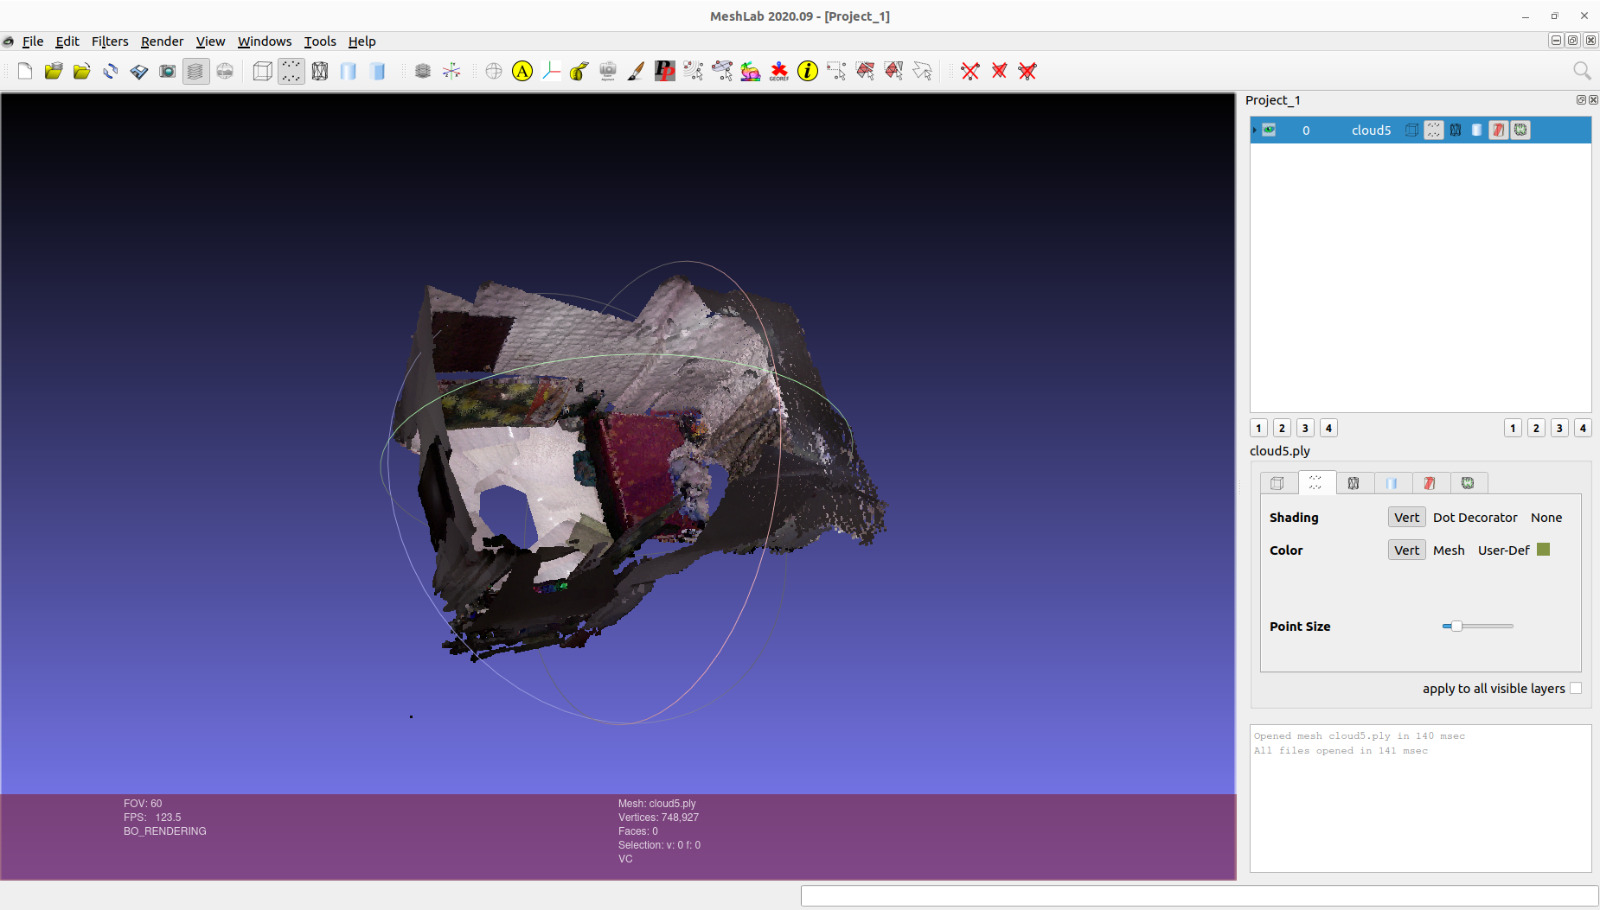 MeshLab 2020.09 - [Project_1]
File Edit Filters Render View Windows Tools Help
A PP GEOREF i
Project_1
0 cloud5
1 2 3 4 1 2 3 4
cloud5.ply
Shading Vert Dot Decorator None
Color Vert Mesh User-Def
Point Size
apply to all visible layers
Opened mesh cloud5.ply in 140 msec
All files opened in 141 msec
FOV: 60
FPS: 123.5
BO_RENDERING
Mesh: cloud5.ply
Vertices: 748,927
Faces: 0
Selection: v: 0 f: 0
VC